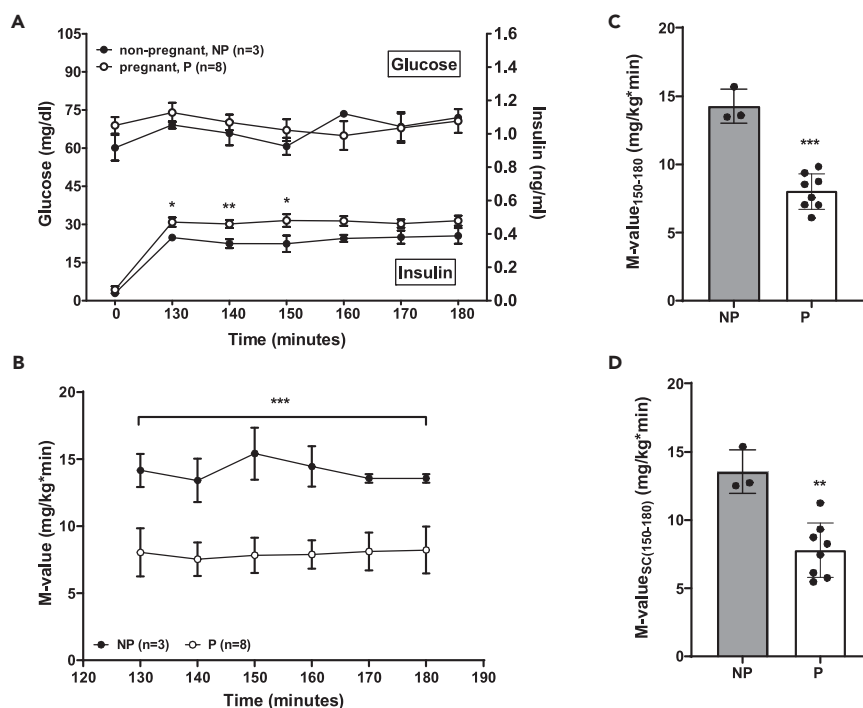 A
non-pregnant, NP (n=3)
pregnant, P (n=8)
Glucose
Insulin
Glucose (mg/dl)
105
90
75
60
45
30
15
0
Insulin (ng/ml)
1.6
1.4
1.2
1.0
0.8
0.6
0.4
0.2
0.0
*
**
*
0 130 140 150 160 170 180
Time (minutes)
B
M-value (mg/kg*min)
20
15
10
5
0
***
NP (n=3) P (n=8)
120 130 140 150 160 170 180 190
Time (minutes)
C
M-value150-180 (mg/kg*min)
20
15
10
5
0
***
NP P
D
M-valueSC(150-180) (mg/kg*min)
20
15
10
5
0
**
NP P